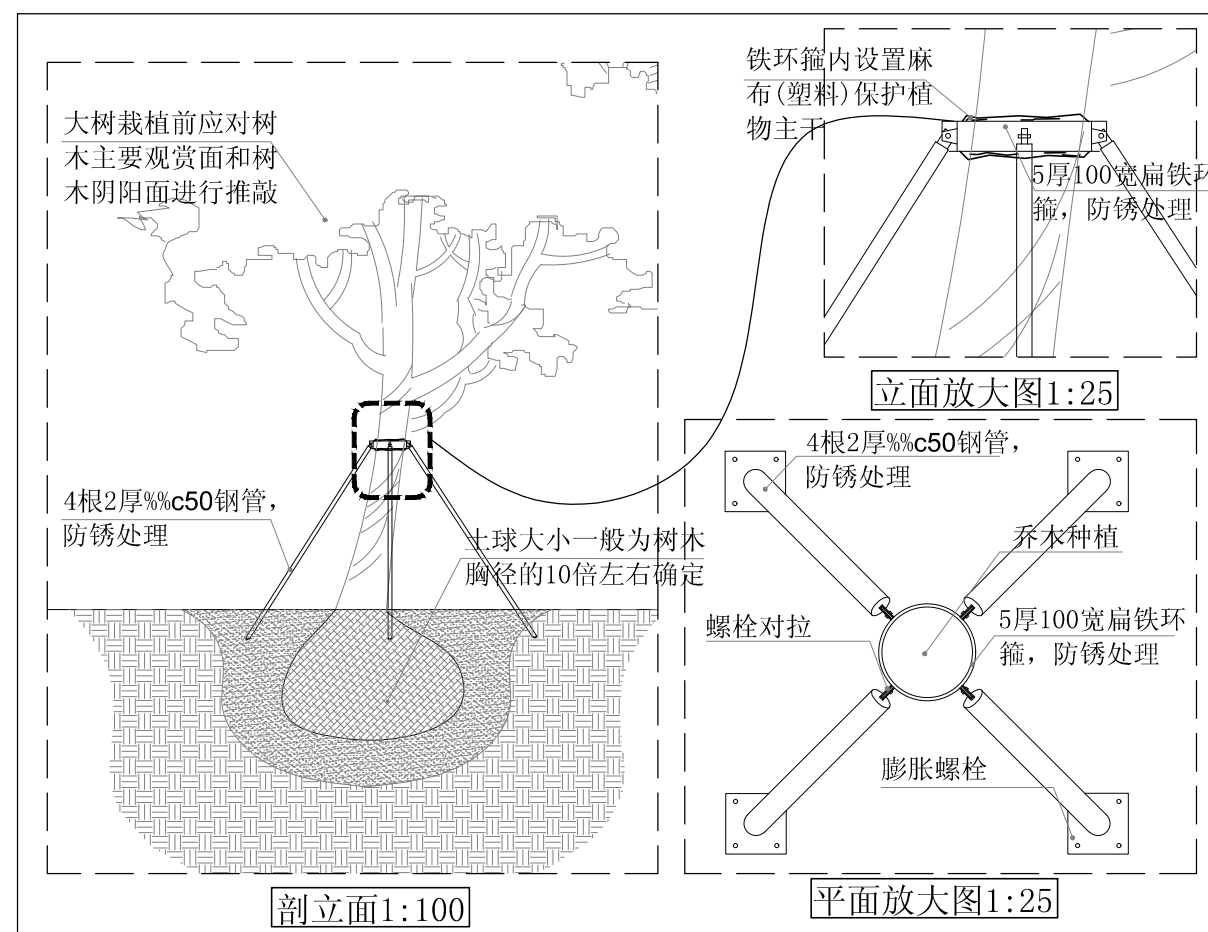 大树栽植前应对树
木主要观赏面和树
木阴阳面进行推敲
4根2厚%%c50钢管，
防锈处理
土球大小一般为树木
胸径的10倍左右确定
剖立面1:100
铁环箍内设置麻
布(塑料)保护植
物主干
5厚100宽扁铁环
箍，防锈处理
立面放大图1:25
4根2厚%%c50钢管，
防锈处理
乔木种植
螺栓对拉
5厚100宽扁铁环
箍，防锈处理
膨胀螺栓
平面放大图1:25